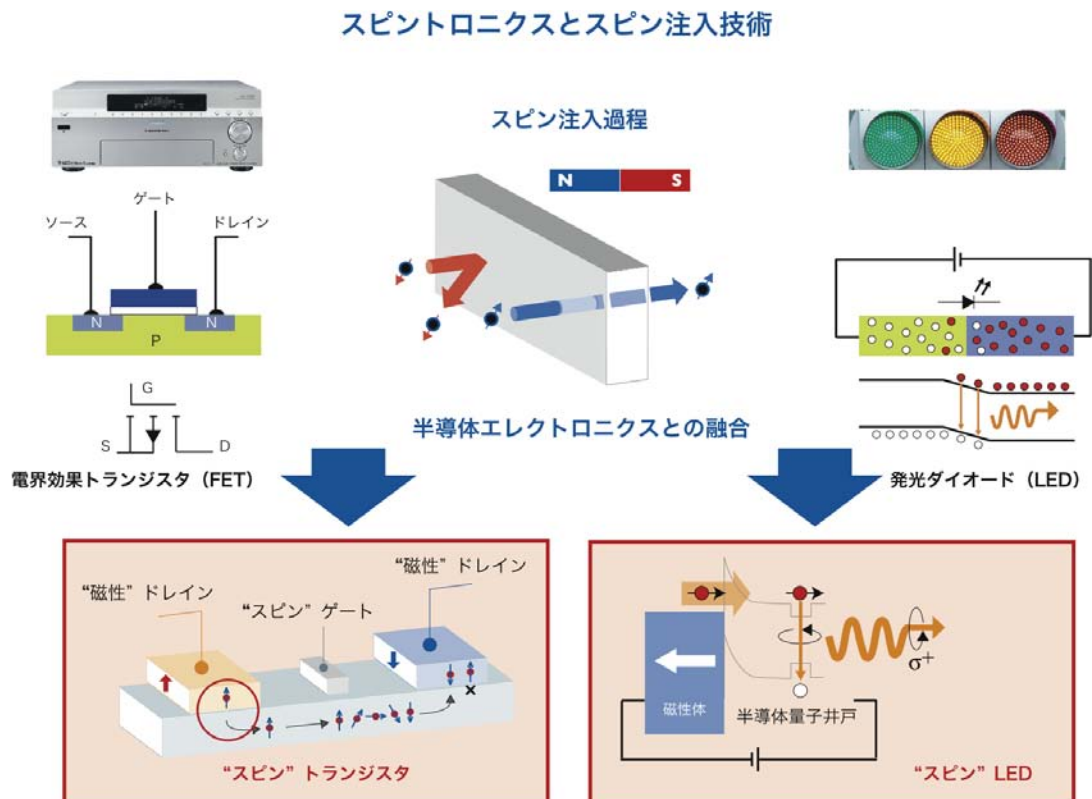 スピントロニクスとスピン注入技術
スピン注入過程
N S
ゲート
ソース
ドレイン
N
N
P
G
S
D
半導体エレクトロニクスとの融合
電界効果トランジスタ（FET）
発光ダイオード（LED）
“磁性”ドレイン
“磁性”ドレイン
“スピン”ゲート
×
“スピン”トランジスタ
σ+
磁性体
半導体量子井戸
“スピン”LED